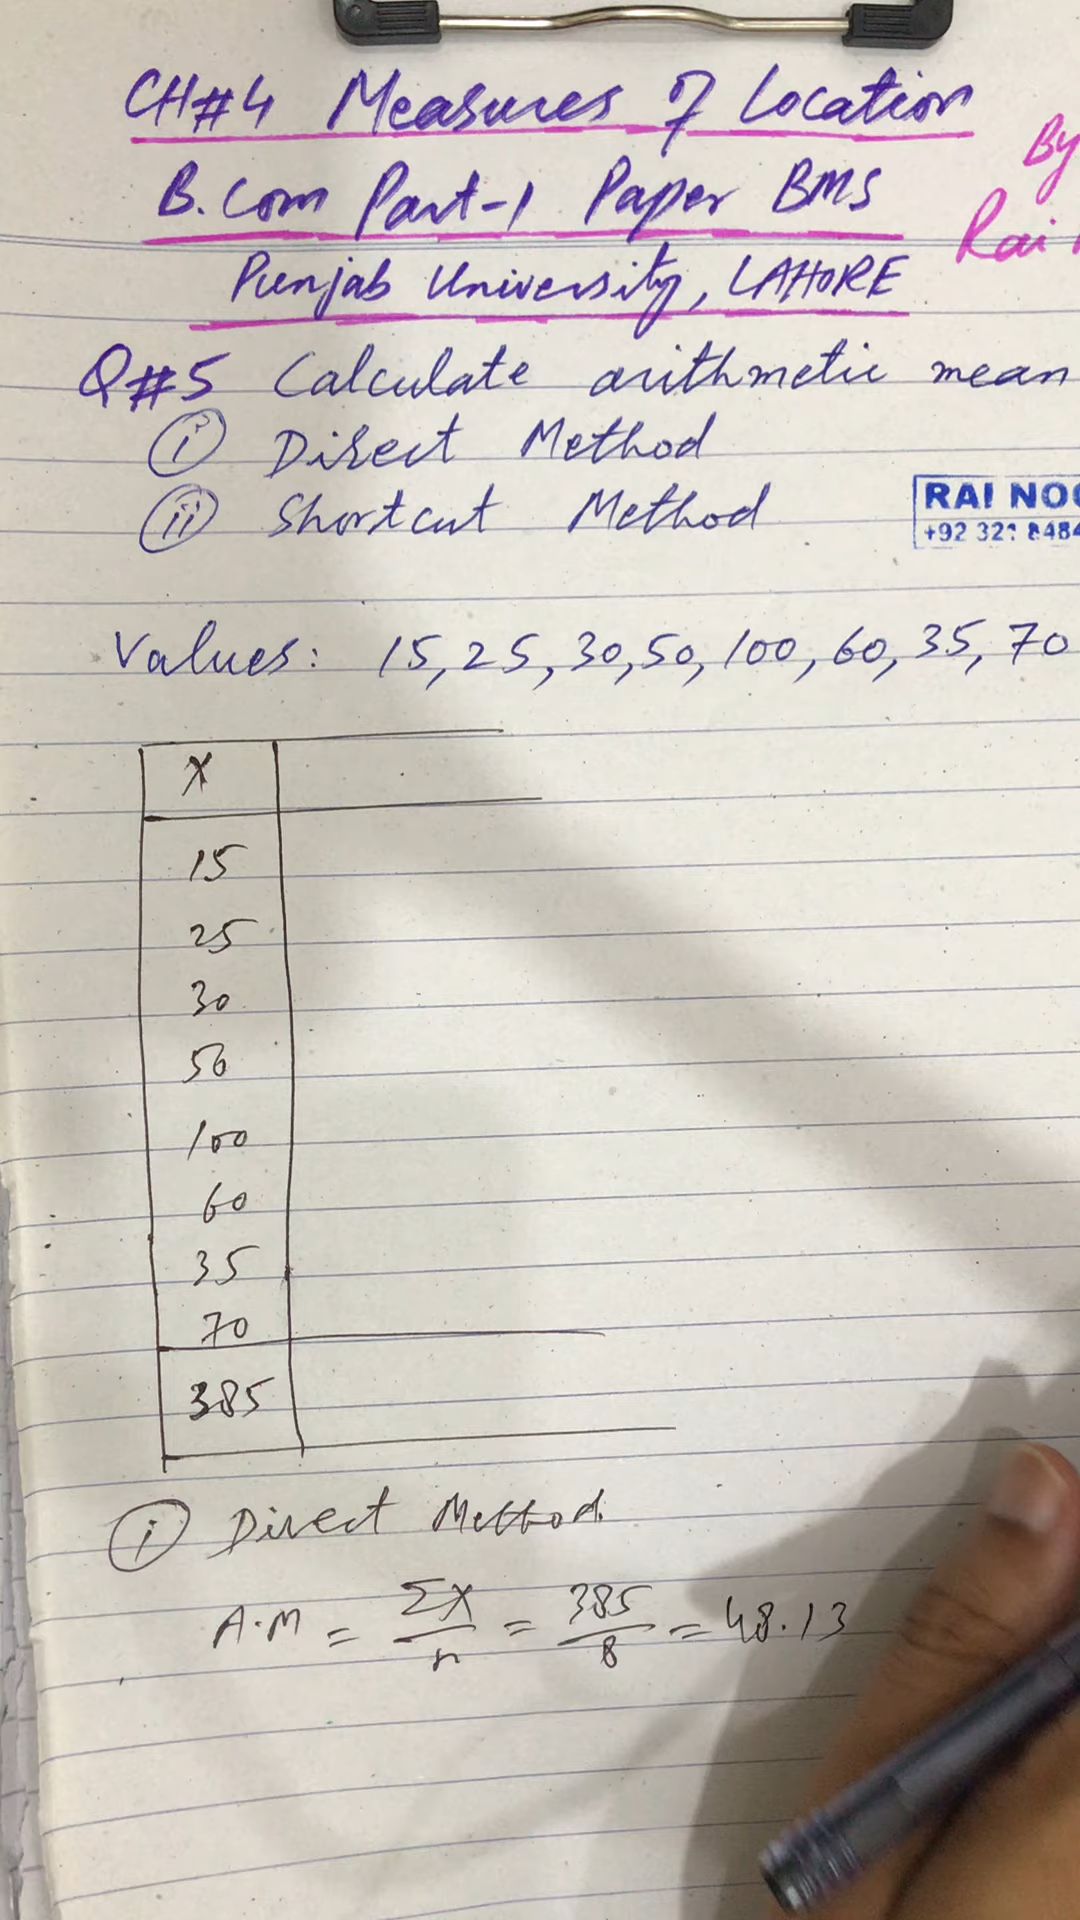 CH#4 Measures of Location
By
B.Com Part-1 Paper BMS
Rai
Punjab University, LAHORE
Q#5 Calculate arithmetic mean
i Direct Method
ii Shortcut Method
RAI NOO
+92 321 8484
Values: 15, 25, 30, 50, 100, 60, 35, 70
X
15
25
30
50
100
60
35
70
385
i Direct Method.
A.M = ΣX/n = 385/8 = 48.13